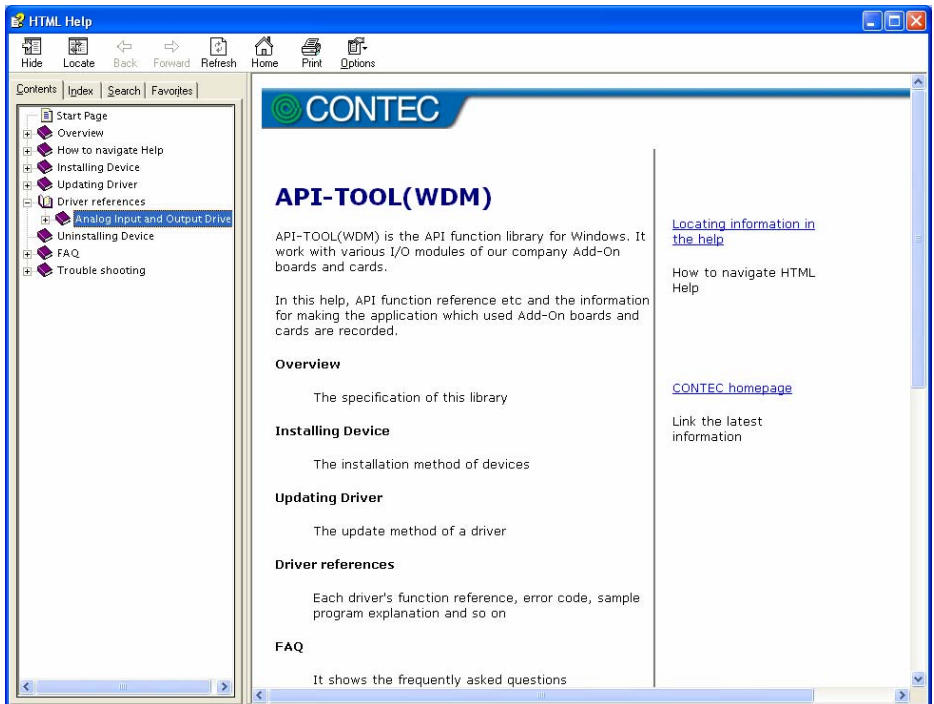 HTML Help
Hide Locate Back Forward Refresh Home Print Options
Contents Index Search Favorites
Start Page
Overview
How to navigate Help
Installing Device
Updating Driver
Driver references
Analog Input and Output Drive
Uninstalling Device
FAQ
Trouble shooting
CONTEC
API-TOOL(WDM)
API-TOOL(WDM) is the API function library for Windows. It
work with various I/O modules of our company Add-On
boards and cards.
In this help, API function reference etc and the information
for making the application which used Add-On boards and
cards are recorded.
Overview
The specification of this library
Installing Device
The installation method of devices
Updating Driver
The update method of a driver
Driver references
Each driver's function reference, error code, sample
program explanation and so on
FAQ
It shows the frequently asked questions
Locating information in
the help
How to navigate HTML
Help
CONTEC homepage
Link the latest
information